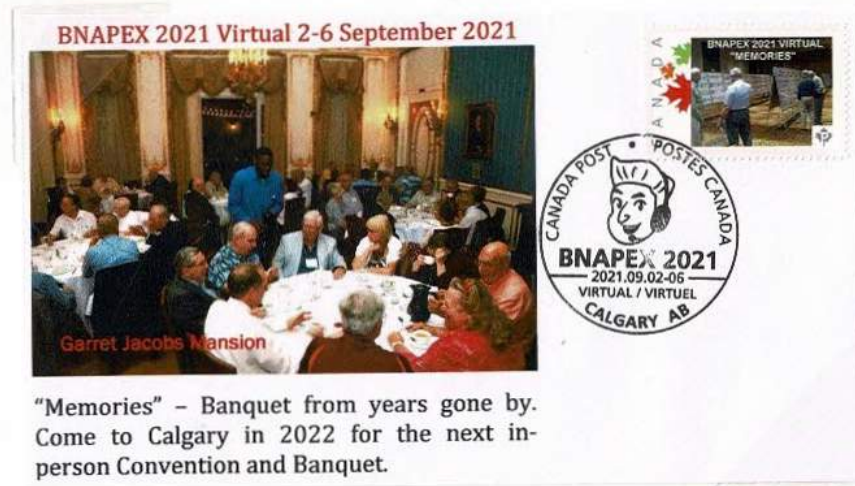 BNAPEX 2021 Virtual 2-6 September 2021
CANADA
BNAPEX 2021 VIRTUAL
"MEMORIES"
P
CANADA POST • POSTES CANADA
BNAPEX 2021
2021.09.02-06
VIRTUAL / VIRTUEL
CALGARY AB
Garret Jacobs Mansion
"Memories" – Banquet from years gone by.
Come to Calgary in 2022 for the next in-
person Convention and Banquet.